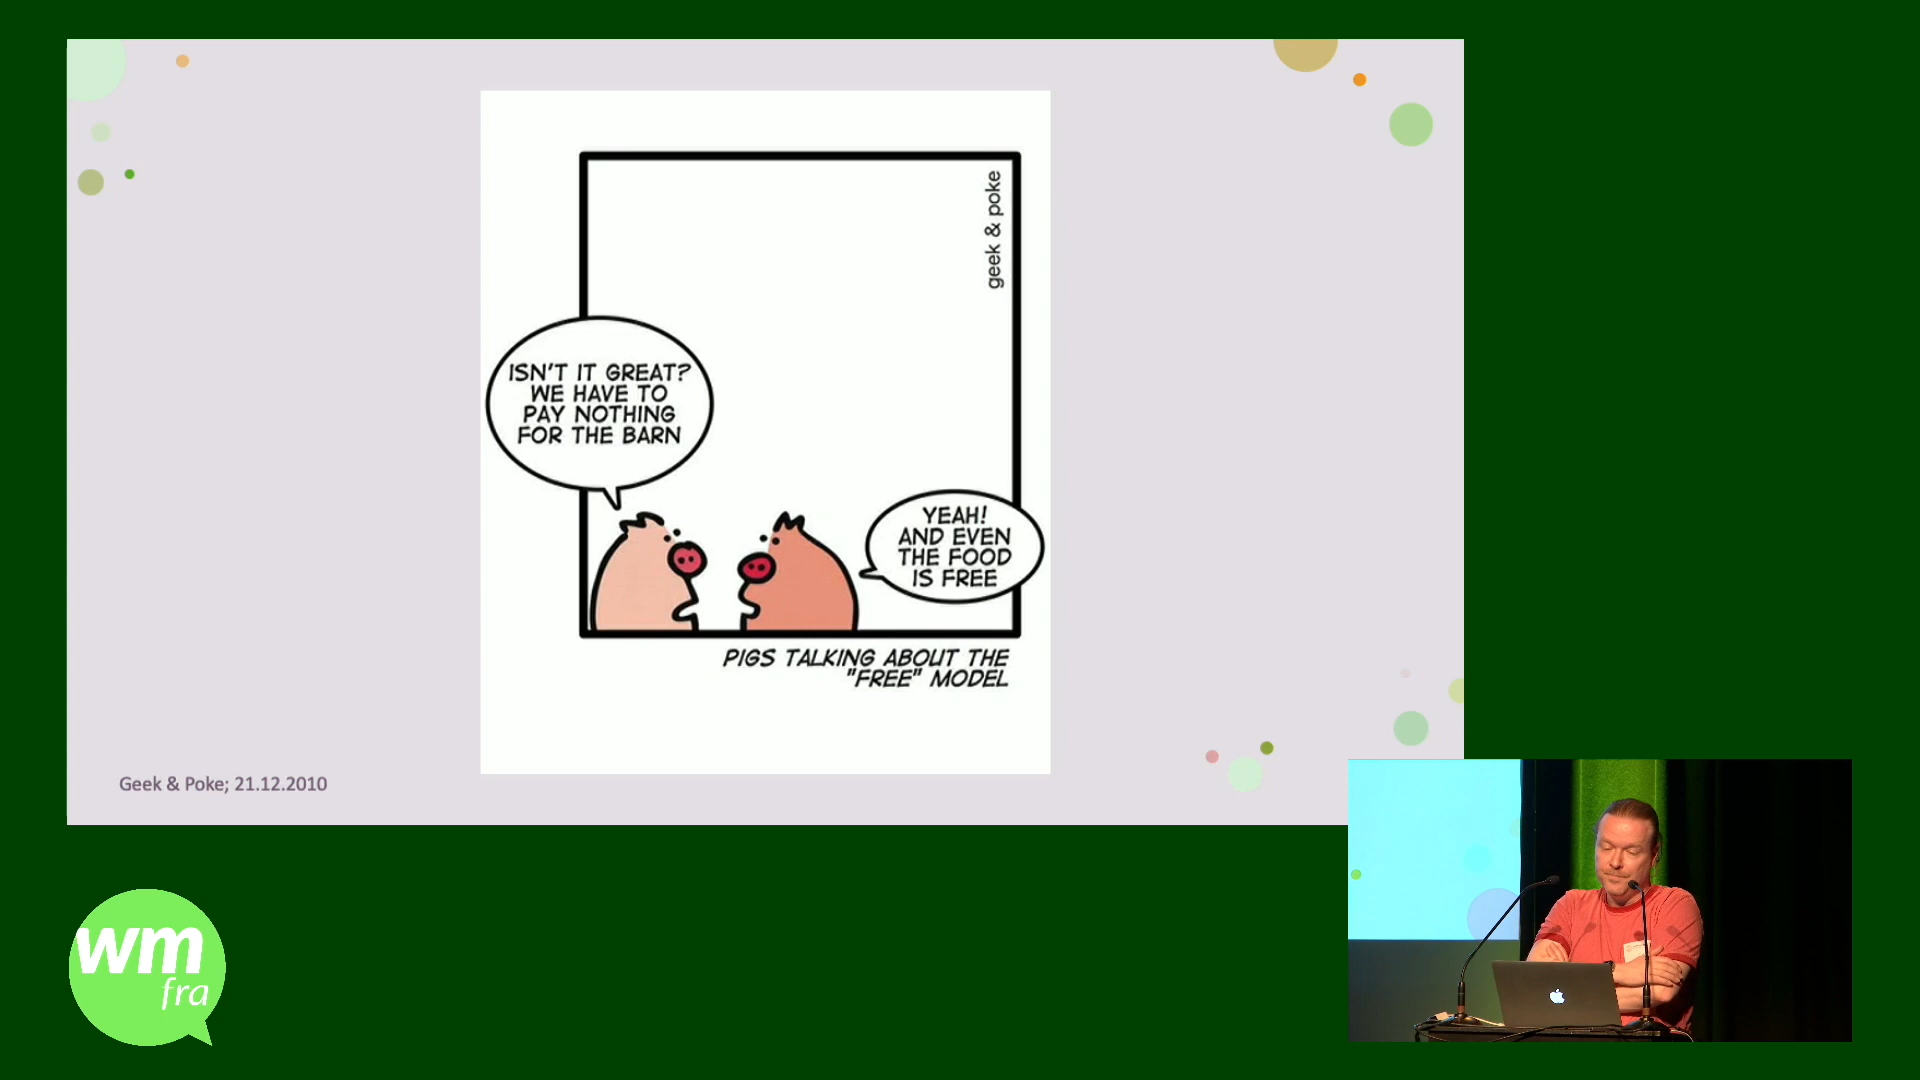 geek & poke
ISN'T IT GREAT?
WE HAVE TO
PAY NOTHING
FOR THE BARN
YEAH!
AND EVEN
THE FOOD
IS FREE
PIGS TALKING ABOUT THE
"FREE" MODEL
Geek & Poke; 21.12.2010
wm
fra